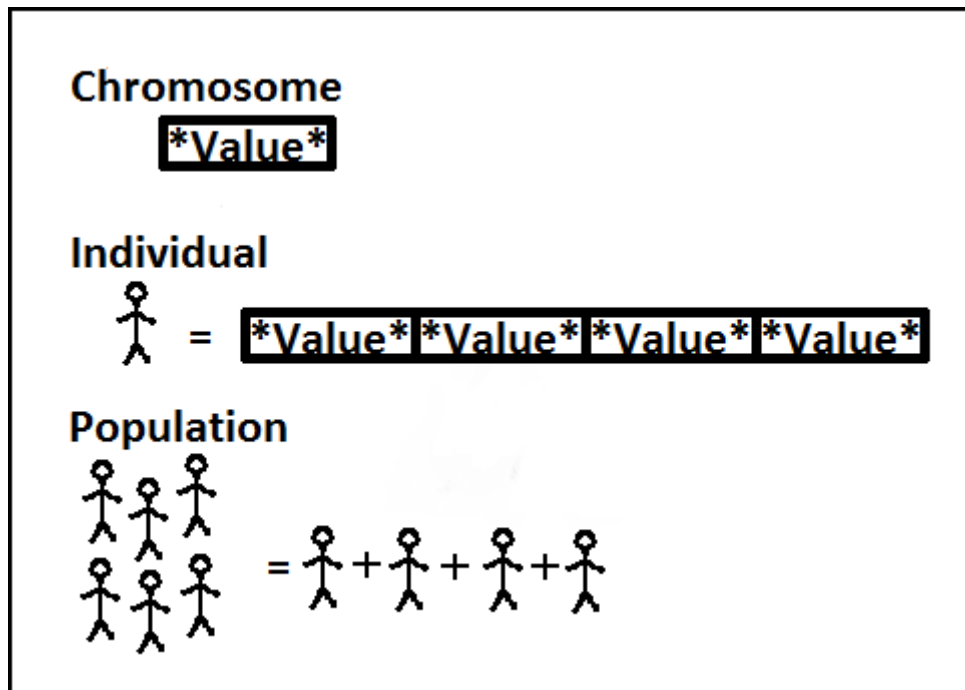 Chromosome
*Value*
Individual
= *Value* *Value* *Value* *Value*
Population
= + + +